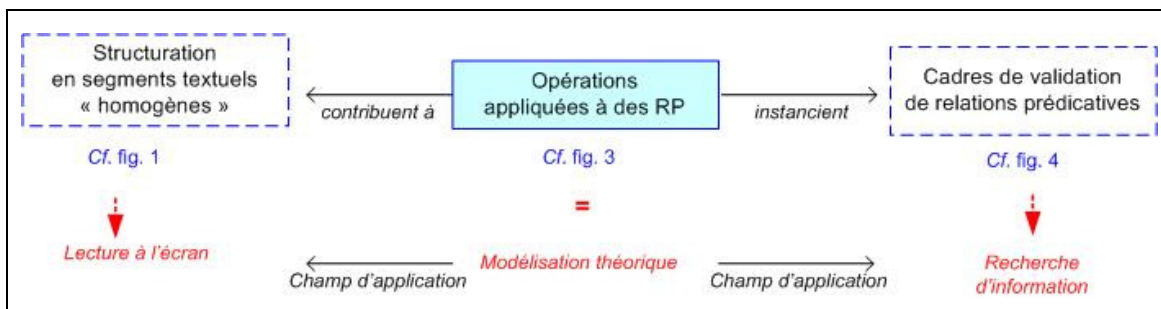 Structuration
en segments textuels
« homogènes »
contribuent à
Opérations
appliquées à des RP
instancient
Cadres de validation
de relations prédicatives
Cf. fig. 1
Cf. fig. 3
Cf. fig. 4
=
Lecture à l'écran
Champ d'application
Modélisation théorique
Champ d'application
Recherche
d'information